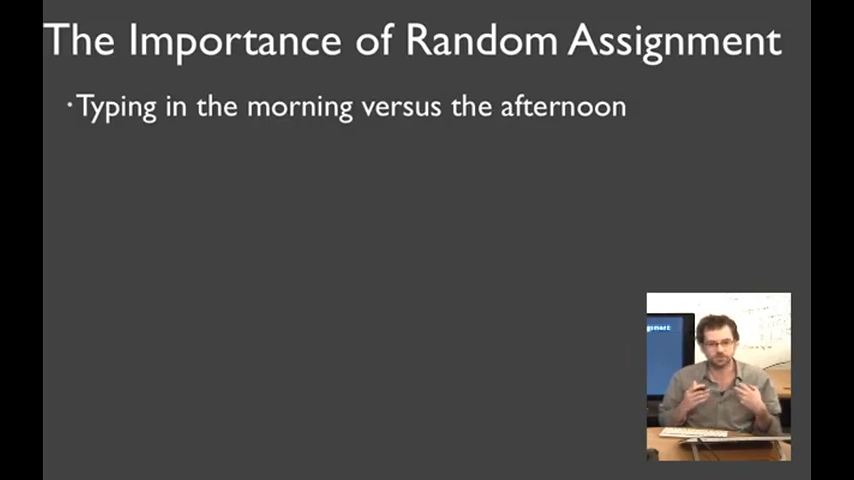 The Importance of Random Assignment
·Typing in the morning versus the afternoon